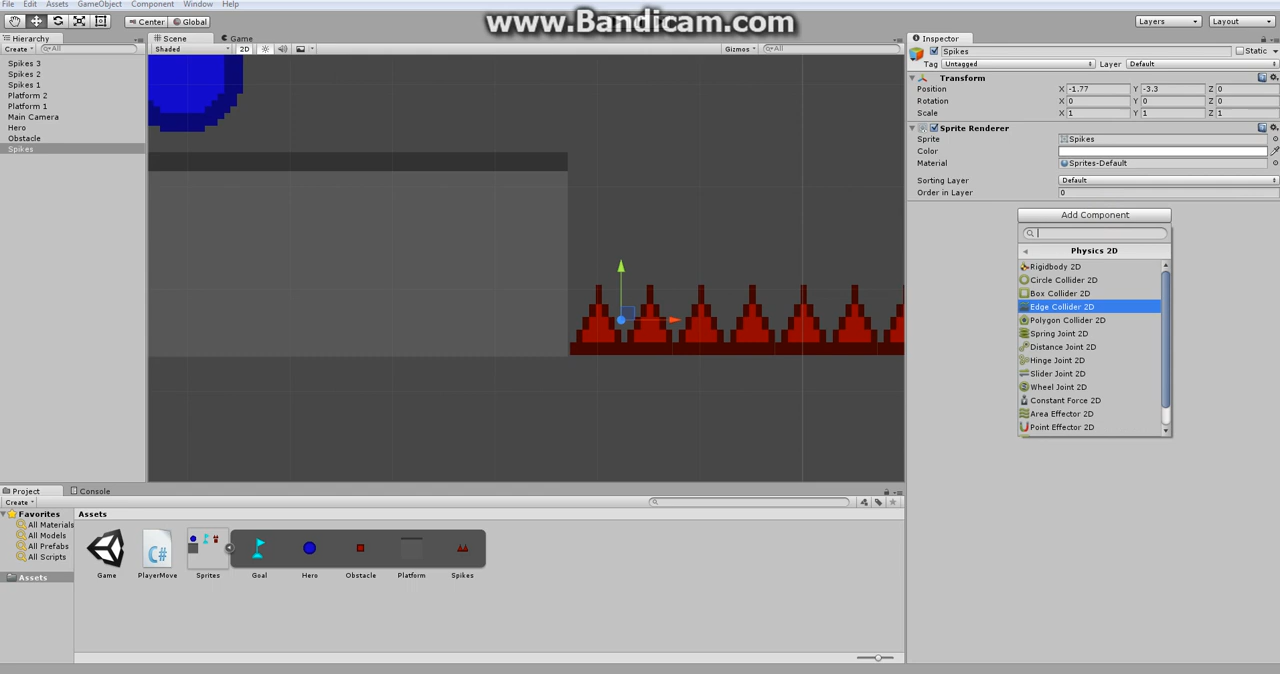 File Edit Assets GameObject Component Window Help
www.Bandicam.com
Center Global
Layers Layout
Hierarchy
Create All
Spikes 3
Spikes 2
Spikes 1
Platform 2
Platform 1
Main Camera
Hero
Obstacle
Spikes
Scene Game
Shaded 2D Gizmos All
Inspector
Spikes Static
Tag Untagged Layer Default
Transform
Position X -1.77 Y -3.3 Z 0
Rotation X 0 Y 0 Z 0
Scale X 1 Y 1 Z 1
Sprite Renderer
Sprite Spikes
Color
Material Sprites-Default
Sorting Layer Default
Order in Layer 0
Add Component
Physics 2D
Rigidbody 2D
Circle Collider 2D
Box Collider 2D
Edge Collider 2D
Polygon Collider 2D
Spring Joint 2D
Distance Joint 2D
Hinge Joint 2D
Slider Joint 2D
Wheel Joint 2D
Constant Force 2D
Area Effector 2D
Point Effector 2D
Project Console
Create
Favorites
All Materials
All Models
All Prefabs
All Scripts
Assets
Assets
C#
Game PlayerMove Sprites Goal Hero Obstacle Platform Spikes